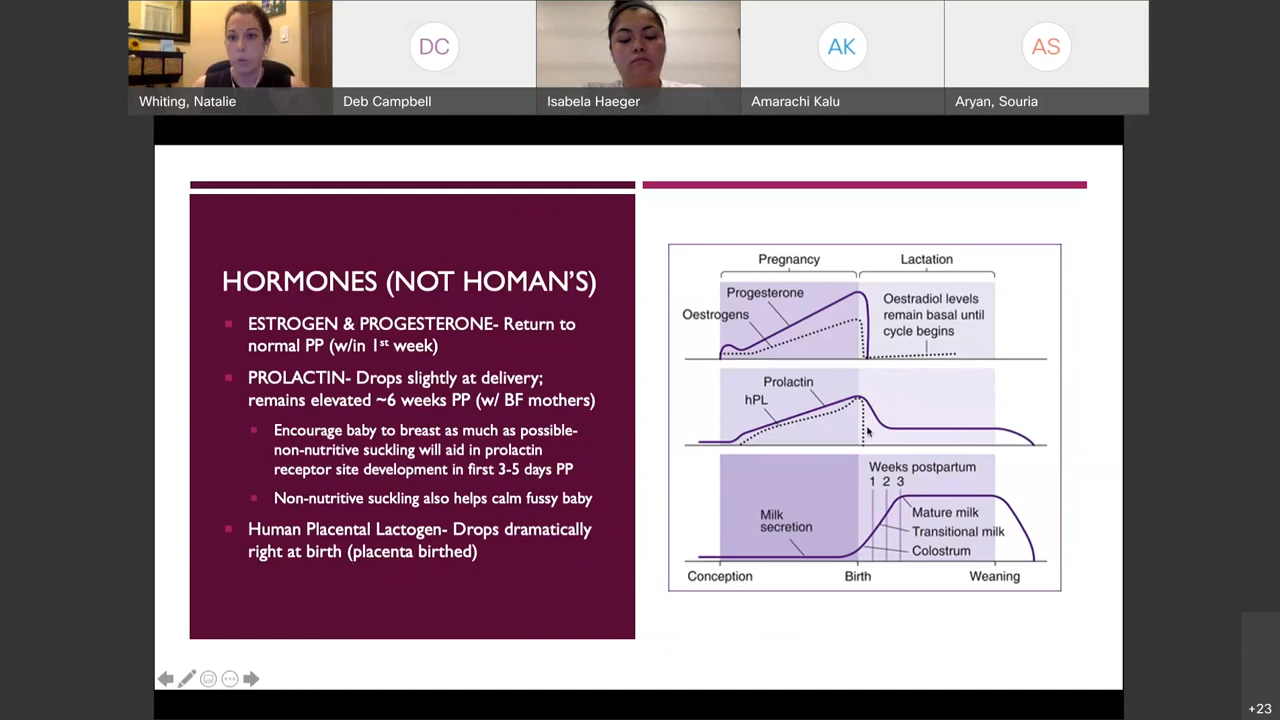 DC
AK
AS
Whiting, Natalie
Deb Campbell
Isabela Haeger
Amarachi Kalu
Aryan, Souria
HORMONES (NOT HOMAN'S)
ESTROGEN & PROGESTERONE- Return to
normal PP (w/in 1st week)
PROLACTIN- Drops slightly at delivery;
remains elevated ~6 weeks PP (w/ BF mothers)
Encourage baby to breast as much as possible-
non-nutritive suckling will aid in prolactin
receptor site development in first 3-5 days PP
Non-nutritive suckling also helps calm fussy baby
Human Placental Lactogen- Drops dramatically
right at birth (placenta birthed)
Pregnancy
Lactation
Progesterone
Oestrogens
Oestradiol levels
remain basal until
cycle begins
Prolactin
hPL
Weeks postpartum
1 2 3
Milk
secretion
Mature milk
Transitional milk
Colostrum
Conception
Birth
Weaning
+23